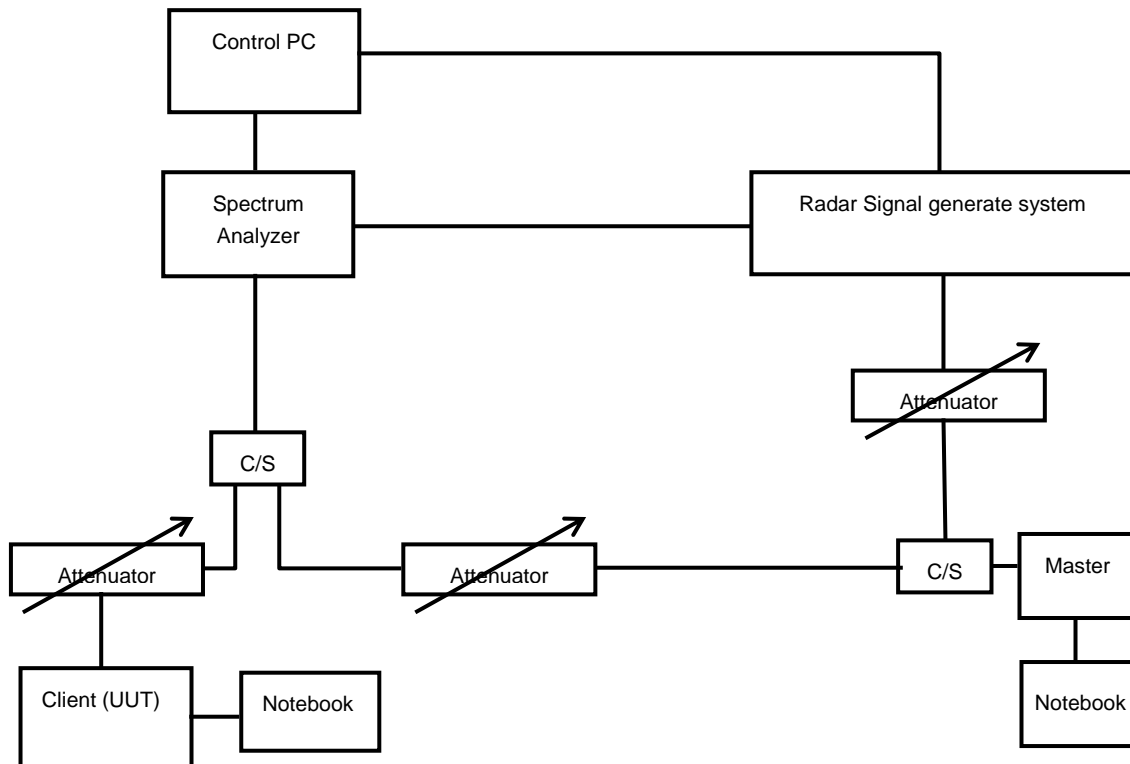 Control PC
Spectrum
Analyzer
Radar Signal generate system
Attenuator
C/S
Attenuator
Attenuator
C/S
Master
Client (UUT)
Notebook
Notebook